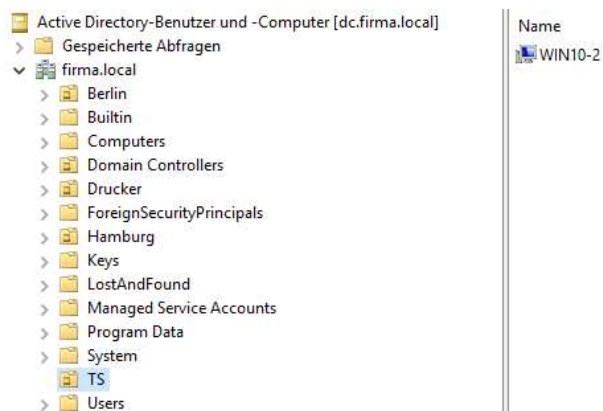 Active Directory-Benutzer und -Computer [dc.firma.local]
Gespeicherte Abfragen
firma.local
Berlin
Builtin
Computers
Domain Controllers
Drucker
ForeignSecurityPrincipals
Hamburg
Keys
LostAndFound
Managed Service Accounts
Program Data
System
TS
Users
Name
WIN10-2